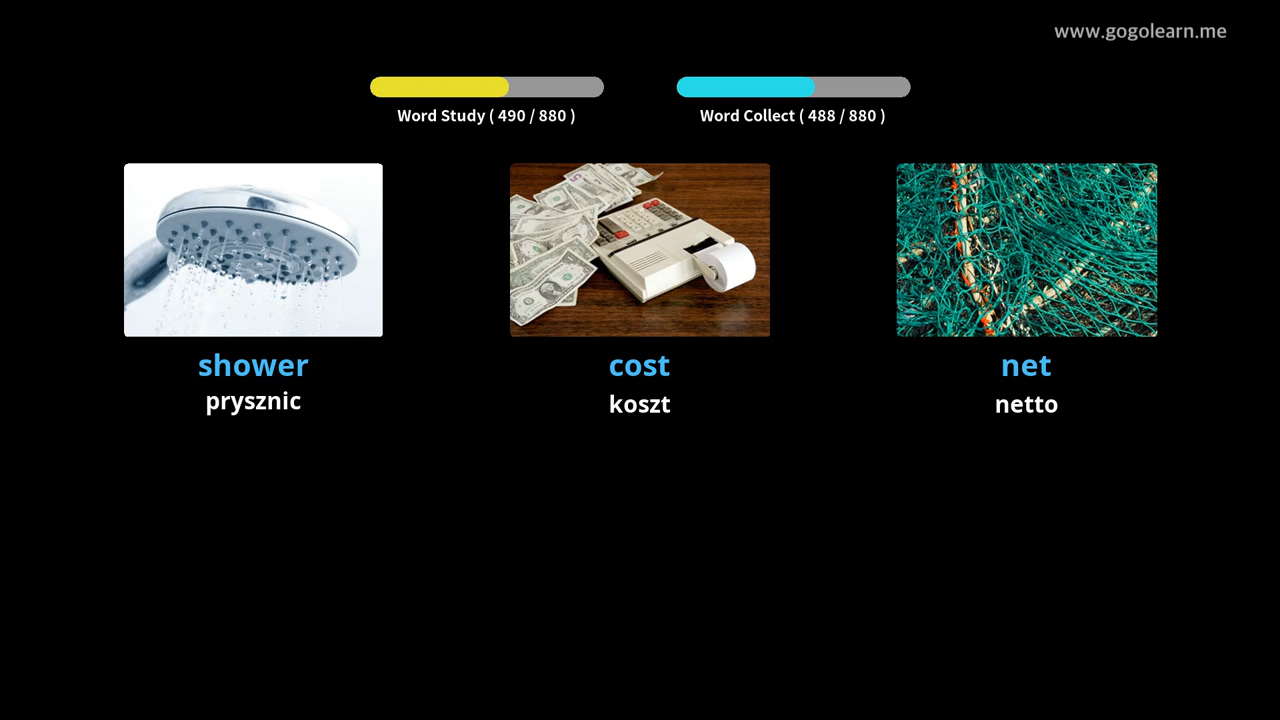 www.gogolearn.me
Word Study ( 490 / 880 )
Word Collect ( 488 / 880 )
shower
prysznic
cost
koszt
net
netto